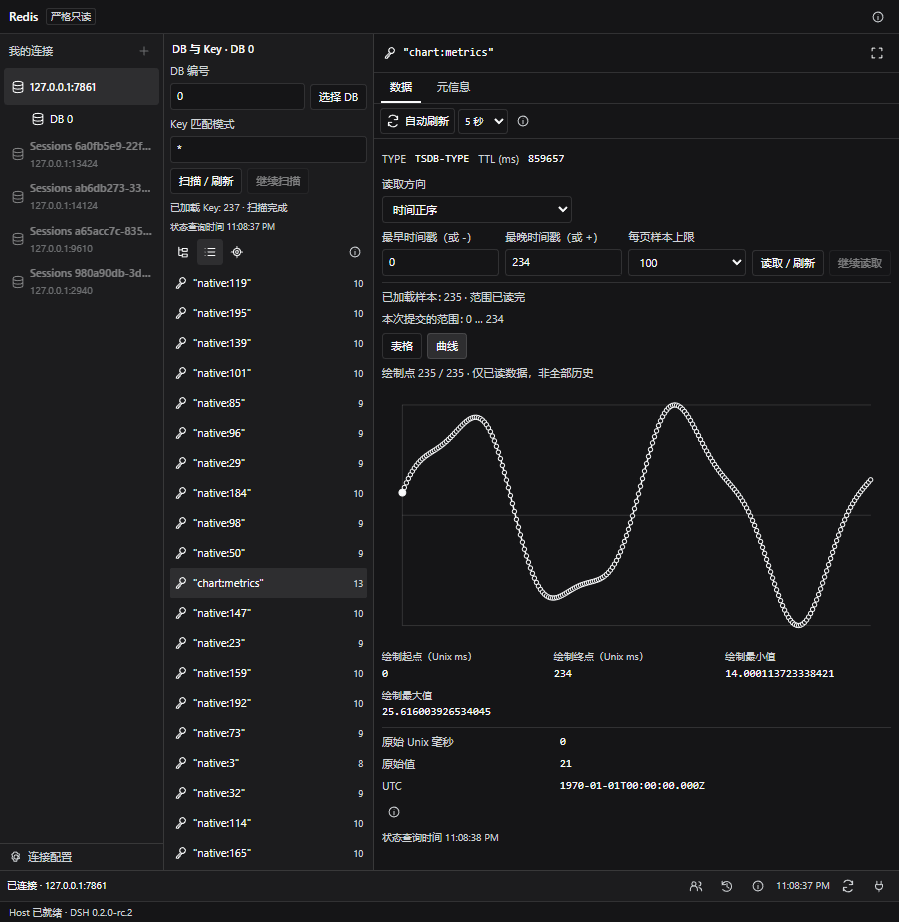 Redis 严格只读
我的连接
127.0.0.1:7861
DB 0
Sessions 6a0fb5e9-22f...
127.0.0.1:13424
Sessions ab6db273-33...
127.0.0.1:14124
Sessions a65acc7c-835...
127.0.0.1:9610
Sessions 980a90db-3d...
127.0.0.1:2940
连接配置
DB 与 Key · DB 0
DB 编号
0 选择 DB
Key 匹配模式
*
扫描 / 刷新 继续扫描
已加载 Key: 237 · 扫描完成
状态查询时间 11:08:37 PM
"native:119" 10
"native:195" 10
"native:139" 10
"native:101" 10
"native:85" 9
"native:96" 9
"native:29" 9
"native:184" 10
"native:98" 9
"native:50" 9
"chart:metrics" 13
"native:147" 10
"native:23" 9
"native:159" 10
"native:192" 10
"native:73" 9
"native:3" 8
"native:32" 9
"native:114" 10
"native:165" 10
"chart:metrics"
数据 元信息
自动刷新 5 秒
TYPE TSDB-TYPE TTL (ms) 859657
读取方向
时间正序
最早时间戳（或 -） 最晚时间戳（或 +） 每页样本上限
0 234 100 读取 / 刷新 继续读取
已加载样本: 235 · 范围已读完
本次提交的范围: 0 ... 234
表格 曲线
绘制点 235 / 235 · 仅已读数据，非全部历史
绘制起点（Unix ms） 绘制终点（Unix ms） 绘制最小值
0 234 14.000113723338421
绘制最大值
25.616003926534045
原始 Unix 毫秒 0
原始值 21
UTC 1970-01-01T00:00:00.000Z
状态查询时间 11:08:38 PM
已连接 · 127.0.0.1:7861 11:08:37 PM
Host 已就绪 · DSH 0.2.0-rc.2